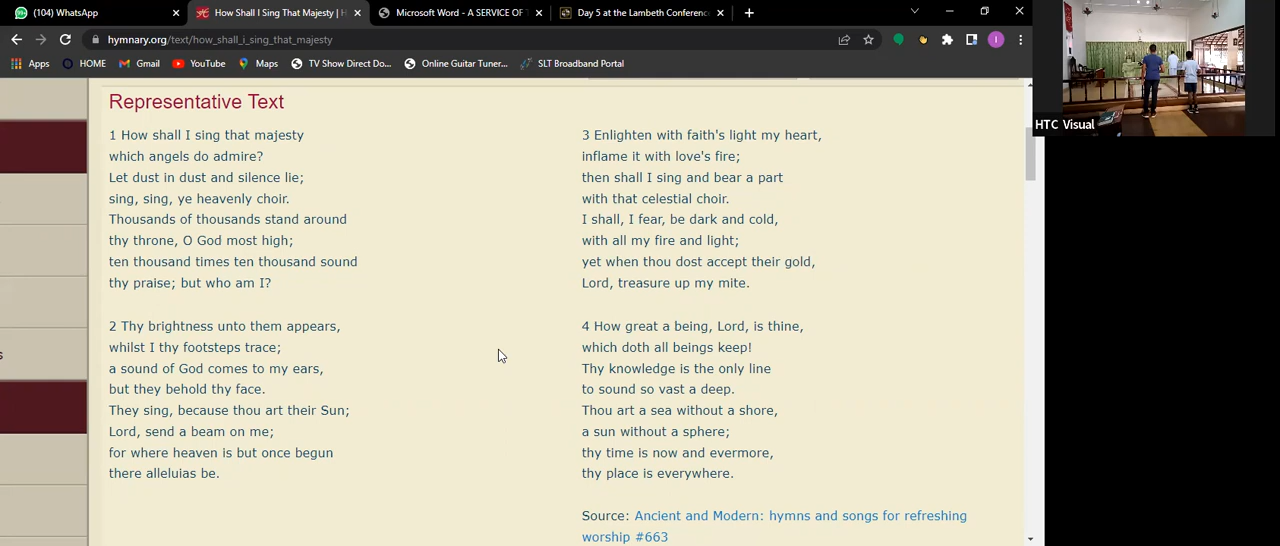 (104) WhatsApp
How Shall I Sing That Majesty | H
Microsoft Word - A SERVICE OF T
Day 5 at the Lambeth Conference
hymnary.org/text/how_shall_i_sing_that_majesty
Apps
HOME
Gmail
YouTube
Maps
TV Show Direct Do...
Online Guitar Tuner...
SLT Broadband Portal
I
HTC Visual
Representative Text
1 How shall I sing that majesty
which angels do admire?
Let dust in dust and silence lie;
sing, sing, ye heavenly choir.
Thousands of thousands stand around
thy throne, O God most high;
ten thousand times ten thousand sound
thy praise; but who am I?
2 Thy brightness unto them appears,
whilst I thy footsteps trace;
a sound of God comes to my ears,
but they behold thy face.
They sing, because thou art their Sun;
Lord, send a beam on me;
for where heaven is but once begun
there alleluias be.
3 Enlighten with faith's light my heart,
inflame it with love's fire;
then shall I sing and bear a part
with that celestial choir.
I shall, I fear, be dark and cold,
with all my fire and light;
yet when thou dost accept their gold,
Lord, treasure up my mite.
4 How great a being, Lord, is thine,
which doth all beings keep!
Thy knowledge is the only line
to sound so vast a deep.
Thou art a sea without a shore,
a sun without a sphere;
thy time is now and evermore,
thy place is everywhere.
Source: Ancient and Modern: hymns and songs for refreshing
worship #663
s